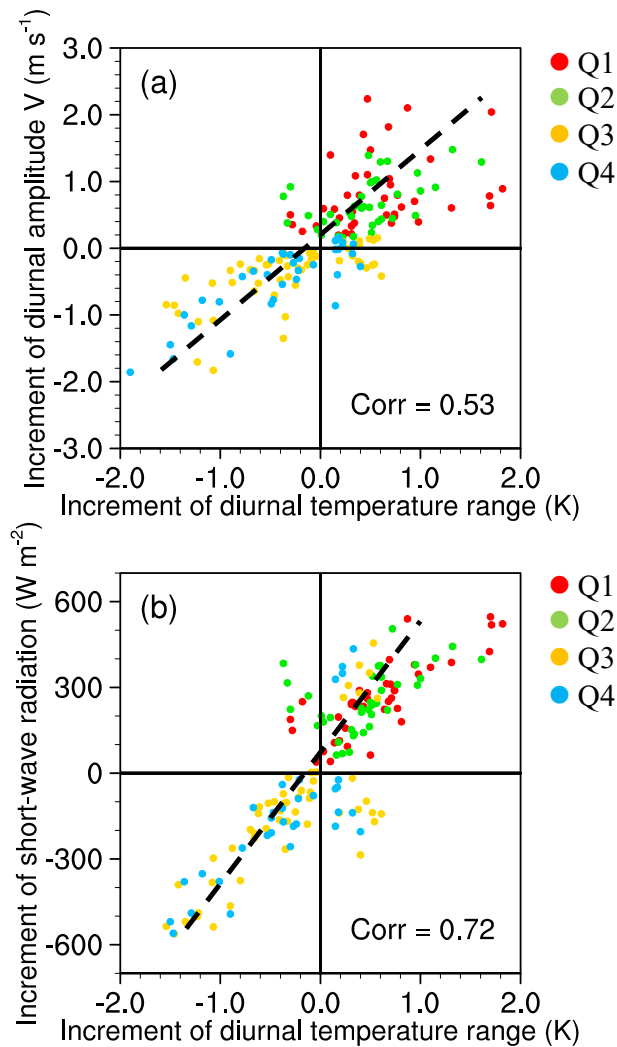 (a)
Increment of diurnal amplitude V (m s⁻¹)
3.0
2.0
1.0
0.0
-1.0
-2.0
-3.0
Corr = 0.53
-2.0 -1.0 0.0 1.0 2.0
Increment of diurnal temperature range (K)
Q1
Q2
Q3
Q4
(b)
Increment of short-wave radiation (W m⁻²)
600
300
0
-300
-600
Corr = 0.72
-2.0 -1.0 0.0 1.0 2.0
Increment of diurnal temperature range (K)
Q1
Q2
Q3
Q4